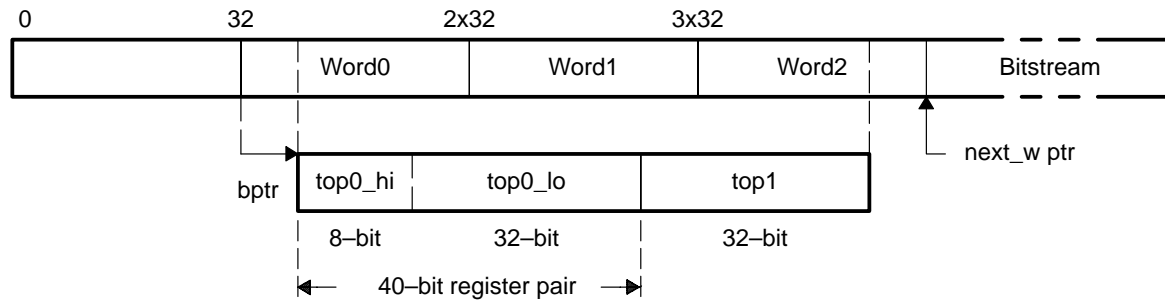 0 32 2x32 3x32
Word0 Word1 Word2 Bitstream
next_w ptr
bptr top0_hi top0_lo top1
8–bit 32–bit 32–bit
40–bit register pair